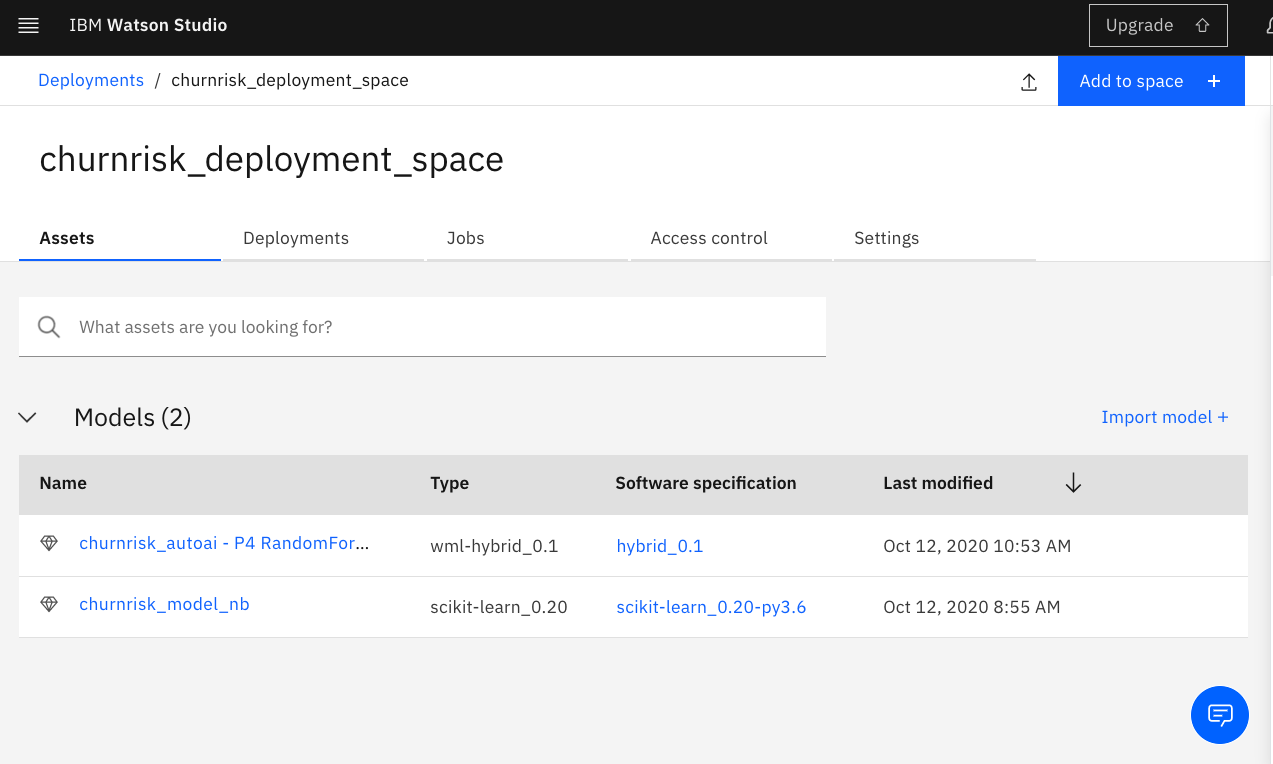 IBM Watson Studio
Upgrade
Deployments / churnrisk_deployment_space
Add to space +
churnrisk_deployment_space
Assets Deployments Jobs Access control Settings
What assets are you looking for?
Models (2)
Import model +
Name Type Software specification Last modified
churnrisk_autoai - P4 RandomFor... wml-hybrid_0.1 hybrid_0.1 Oct 12, 2020 10:53 AM
churnrisk_model_nb scikit-learn_0.20 scikit-learn_0.20-py3.6 Oct 12, 2020 8:55 AM